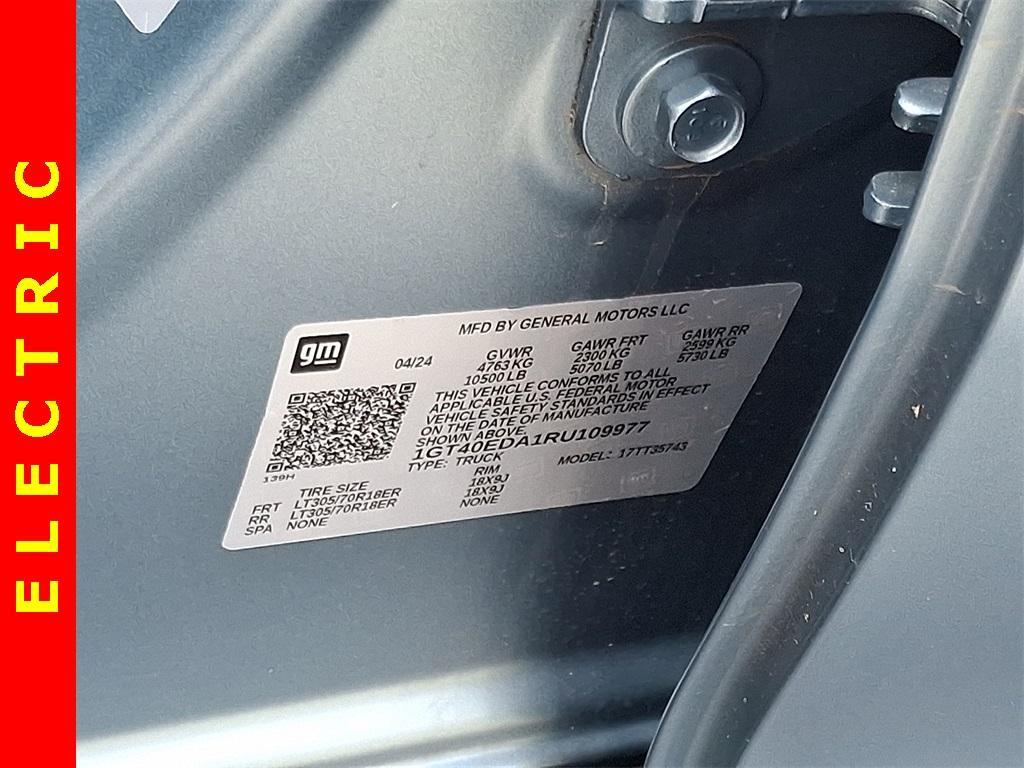 ELECTRIC
MFD BY GENERAL MOTORS LLC
gm
04/24
GVWR GAWR FRT GAWR RR
4763 KG 2300 KG 2599 KG
10500 LB 5070 LB 5730 LB
THIS VEHICLE CONFORMS TO ALL
APPLICABLE U.S. FEDERAL MOTOR
VEHICLE SAFETY STANDARDS IN EFFECT
ON THE DATE OF MANUFACTURE
SHOWN ABOVE.
1GT40EDA1RU109977
TYPE: TRUCK MODEL: 17TT35743
139H
TIRE SIZE RIM
FRT LT305/70R18ER 18X9J
RR LT305/70R18ER 18X9J
SPA NONE NONE